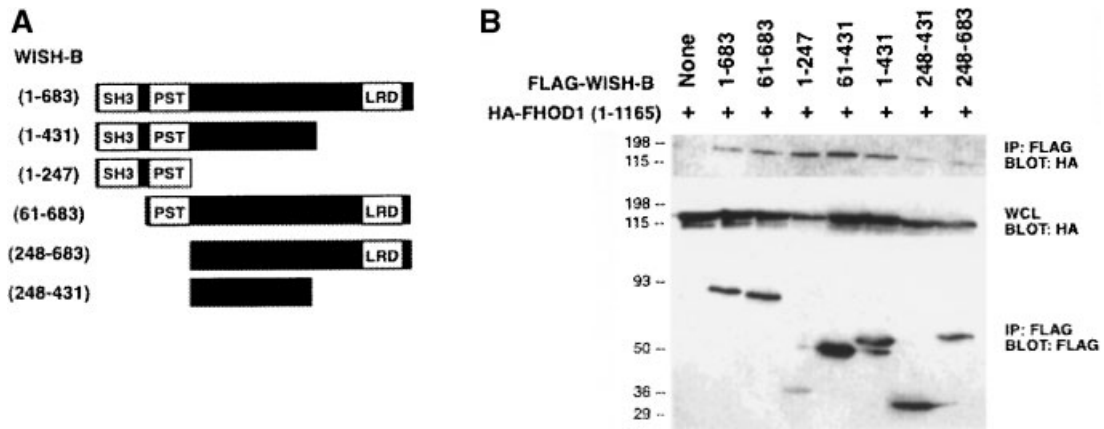 A
WISH-B
(1-683)
SH3 PST LRD
(1-431)
SH3 PST
(1-247)
SH3 PST
(61-683)
PST LRD
(248-683)
LRD
(248-431)
B
None 1-683 61-683 1-247 61-431 1-431 248-431 248-683
FLAG-WISH-B
HA-FHOD1 (1-1165) + + + + + + + +
198 --
115 --
IP: FLAG
BLOT: HA
198 --
115 --
WCL
BLOT: HA
93 --
50 --
36 --
29 --
IP: FLAG
BLOT: FLAG